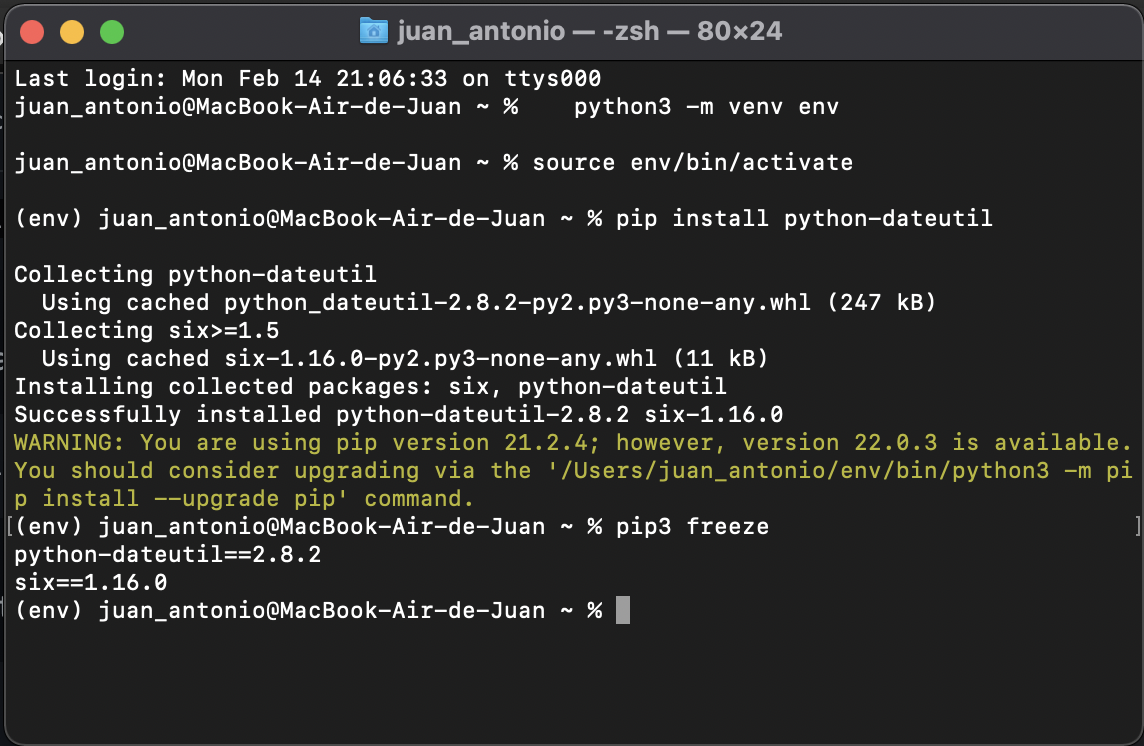 juan_antonio — -zsh — 80×24
Last login: Mon Feb 14 21:06:33 on ttys000
juan_antonio@MacBook-Air-de-Juan ~ %    python3 -m venv env
juan_antonio@MacBook-Air-de-Juan ~ % source env/bin/activate
(env) juan_antonio@MacBook-Air-de-Juan ~ % pip install python-dateutil
Collecting python-dateutil
  Using cached python_dateutil-2.8.2-py2.py3-none-any.whl (247 kB)
Collecting six>=1.5
  Using cached six-1.16.0-py2.py3-none-any.whl (11 kB)
Installing collected packages: six, python-dateutil
Successfully installed python-dateutil-2.8.2 six-1.16.0
WARNING: You are using pip version 21.2.4; however, version 22.0.3 is available.
You should consider upgrading via the '/Users/juan_antonio/env/bin/python3 -m pi
p install --upgrade pip' command.
[(env) juan_antonio@MacBook-Air-de-Juan ~ % pip3 freeze ]
python-dateutil==2.8.2
six==1.16.0
(env) juan_antonio@MacBook-Air-de-Juan ~ %